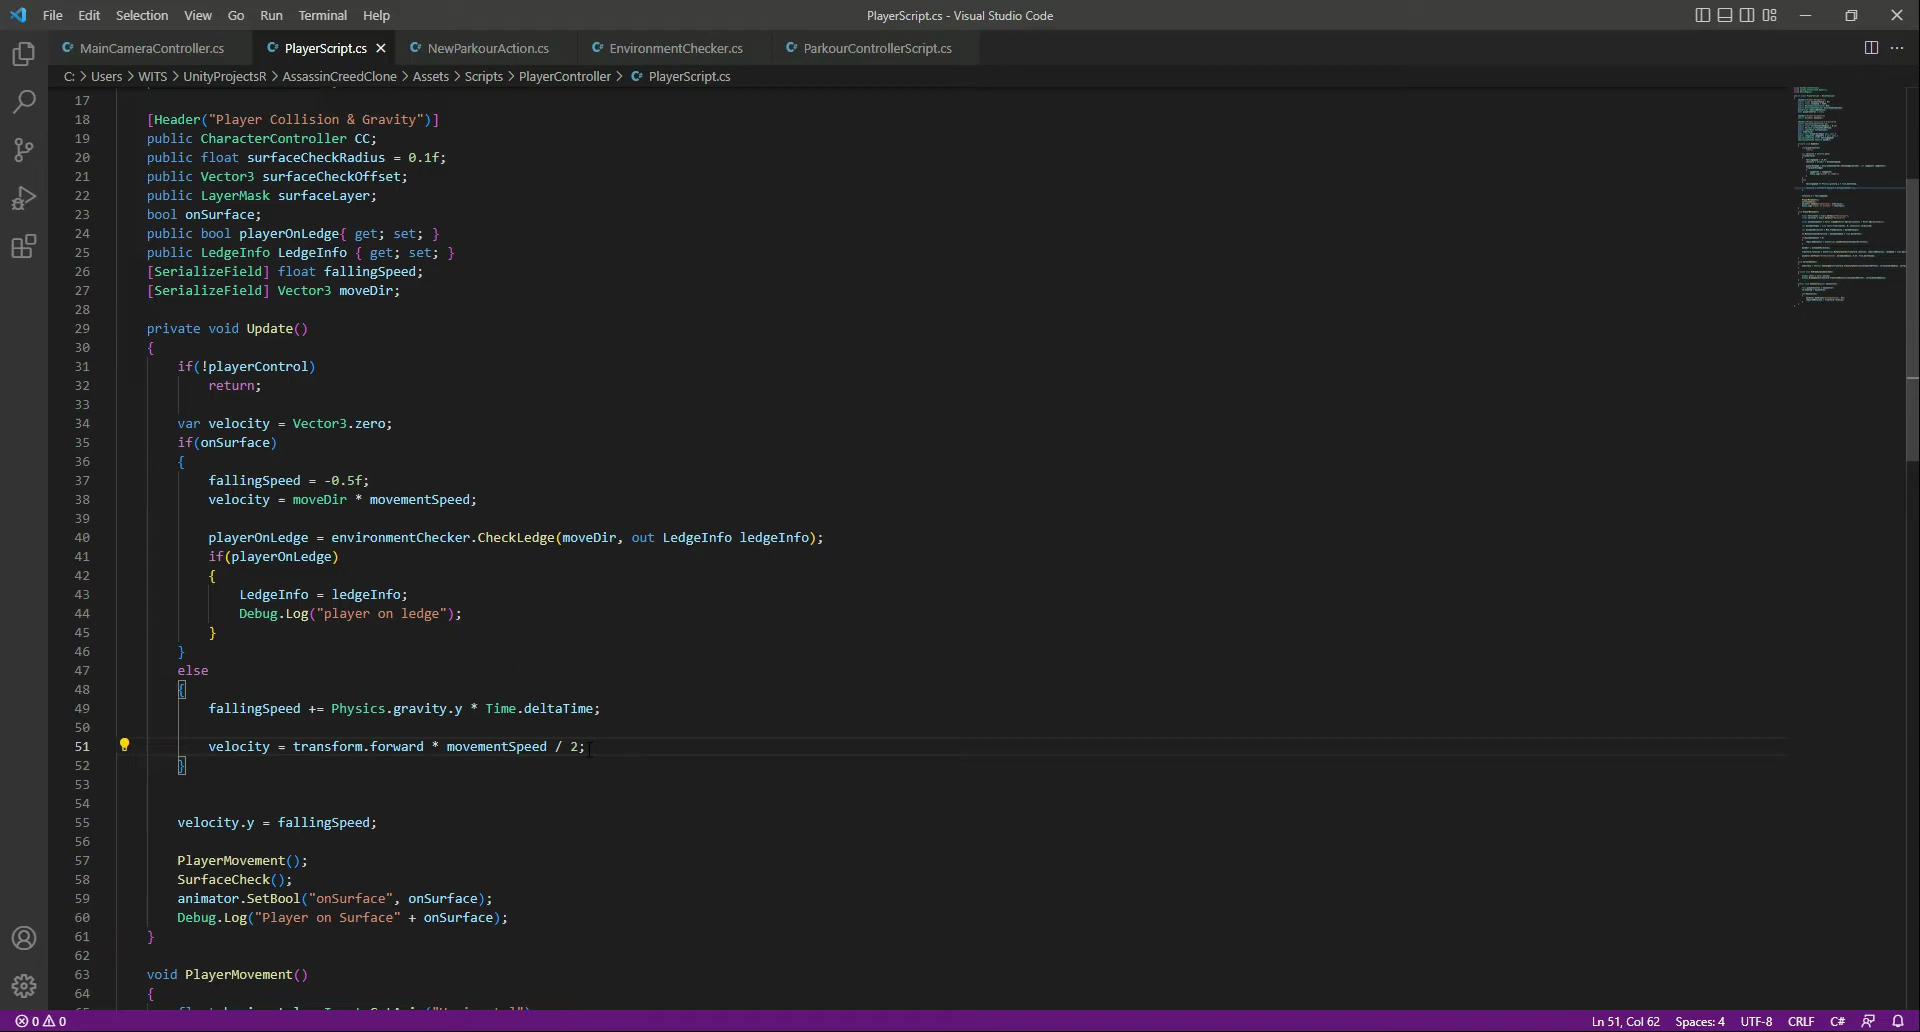 File Edit Selection View Go Run Terminal Help PlayerScript.cs - Visual Studio Code
MainCameraController.cs PlayerScript.cs NewParkourAction.cs EnvironmentChecker.cs ParkourControllerScript.cs
C: > Users > WITS > UnityProjectsR > AssassinCreedClone > Assets > Scripts > PlayerController > PlayerScript.cs
17
18 [Header("Player Collision & Gravity")]
19 public CharacterController CC;
20 public float surfaceCheckRadius = 0.1f;
21 public Vector3 surfaceCheckOffset;
22 public LayerMask surfaceLayer;
23 bool onSurface;
24 public bool playerOnLedge{ get; set; }
25 public LedgeInfo LedgeInfo { get; set; }
26 [SerializeField] float fallingSpeed;
27 [SerializeField] Vector3 moveDir;
28
29 private void Update()
30 {
31 if(!playerControl)
32 return;
33
34 var velocity = Vector3.zero;
35 if(onSurface)
36 {
37 fallingSpeed = -0.5f;
38 velocity = moveDir * movementSpeed;
39
40 playerOnLedge = environmentChecker.CheckLedge(moveDir, out LedgeInfo ledgeInfo);
41 if(playerOnLedge)
42 {
43 LedgeInfo = ledgeInfo;
44 Debug.Log("player on ledge");
45 }
46 }
47 else
48 {
49 fallingSpeed += Physics.gravity.y * Time.deltaTime;
50
51 velocity = transform.forward * movementSpeed / 2;
52 }
53
54
55 velocity.y = fallingSpeed;
56
57 PlayerMovement();
58 SurfaceCheck();
59 animator.SetBool("onSurface", onSurface);
60 Debug.Log("Player on Surface" + onSurface);
61 }
62
63 void PlayerMovement()
64 {
0 0 Ln 51, Col 62 Spaces: 4 UTF-8 CRLF C#